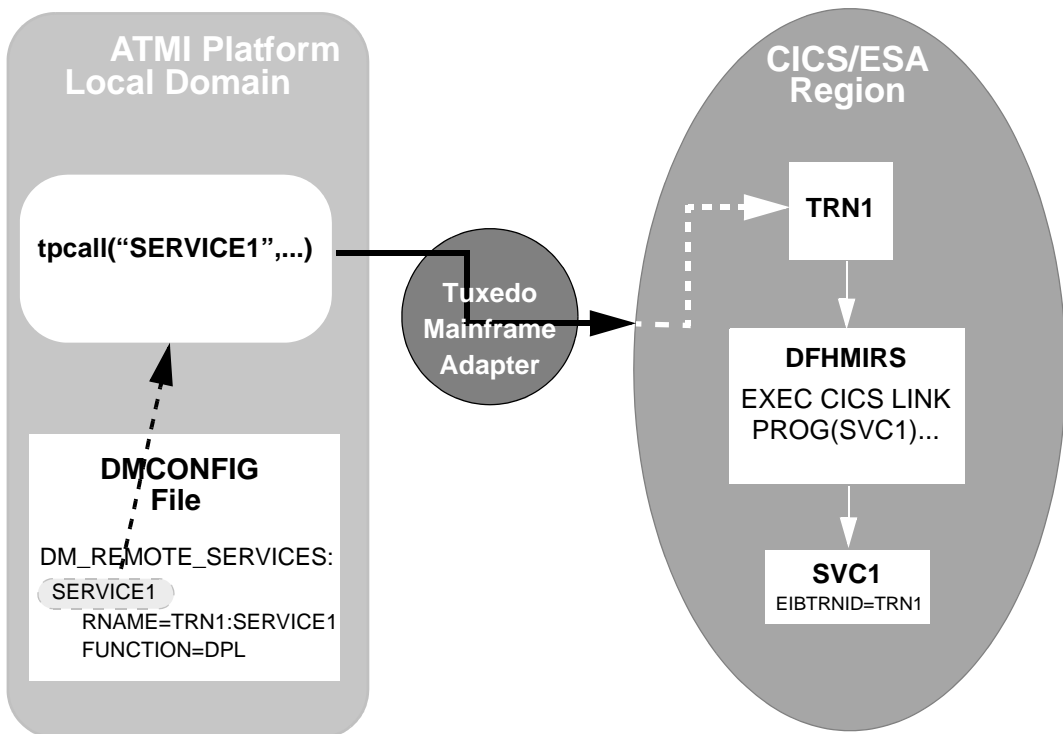 ATMI Platform
Local Domain
tpcall(“SERVICE1”,...)
DMCONFIG
File
DM_REMOTE_SERVICES:
SERVICE1
RNAME=TRN1:SERVICE1
FUNCTION=DPL
Tuxedo
Mainframe
Adapter
CICS/ESA
Region
TRN1
DFHMIRS
EXEC CICS LINK
PROG(SVC1)...
SVC1
EIBTRNID=TRN1